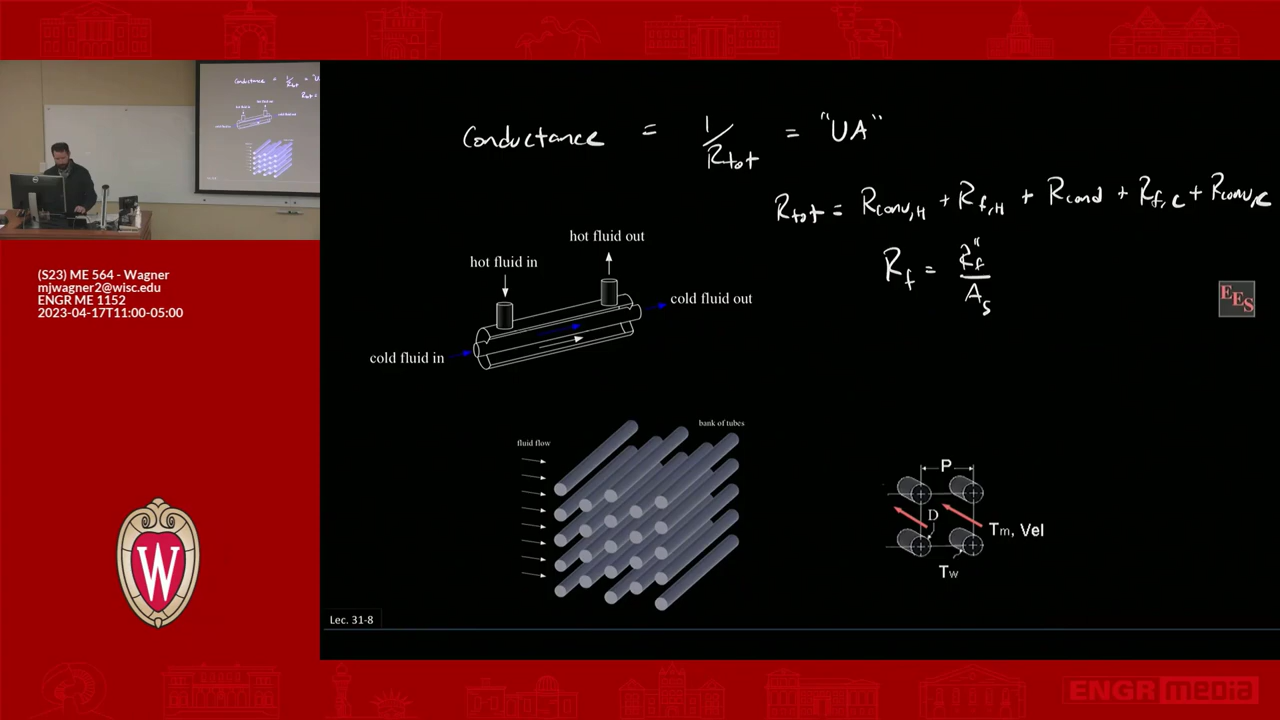 Conductance = 1/Rtot = "UA"
Rtot = Rconv,H + Rf,H + Rcond + Rf,C + Rconv,C
Rf = Rf" / As
hot fluid out
hot fluid in
cold fluid out
cold fluid in
EES
bank of tubes
fluid flow
P
D
Tm, Vel
Tw
Lec. 31-8
(S23) ME 564 - Wagner
mjwagner2@wisc.edu
ENGR ME 1152
2023-04-17T11:00-05:00
W
ENGR media